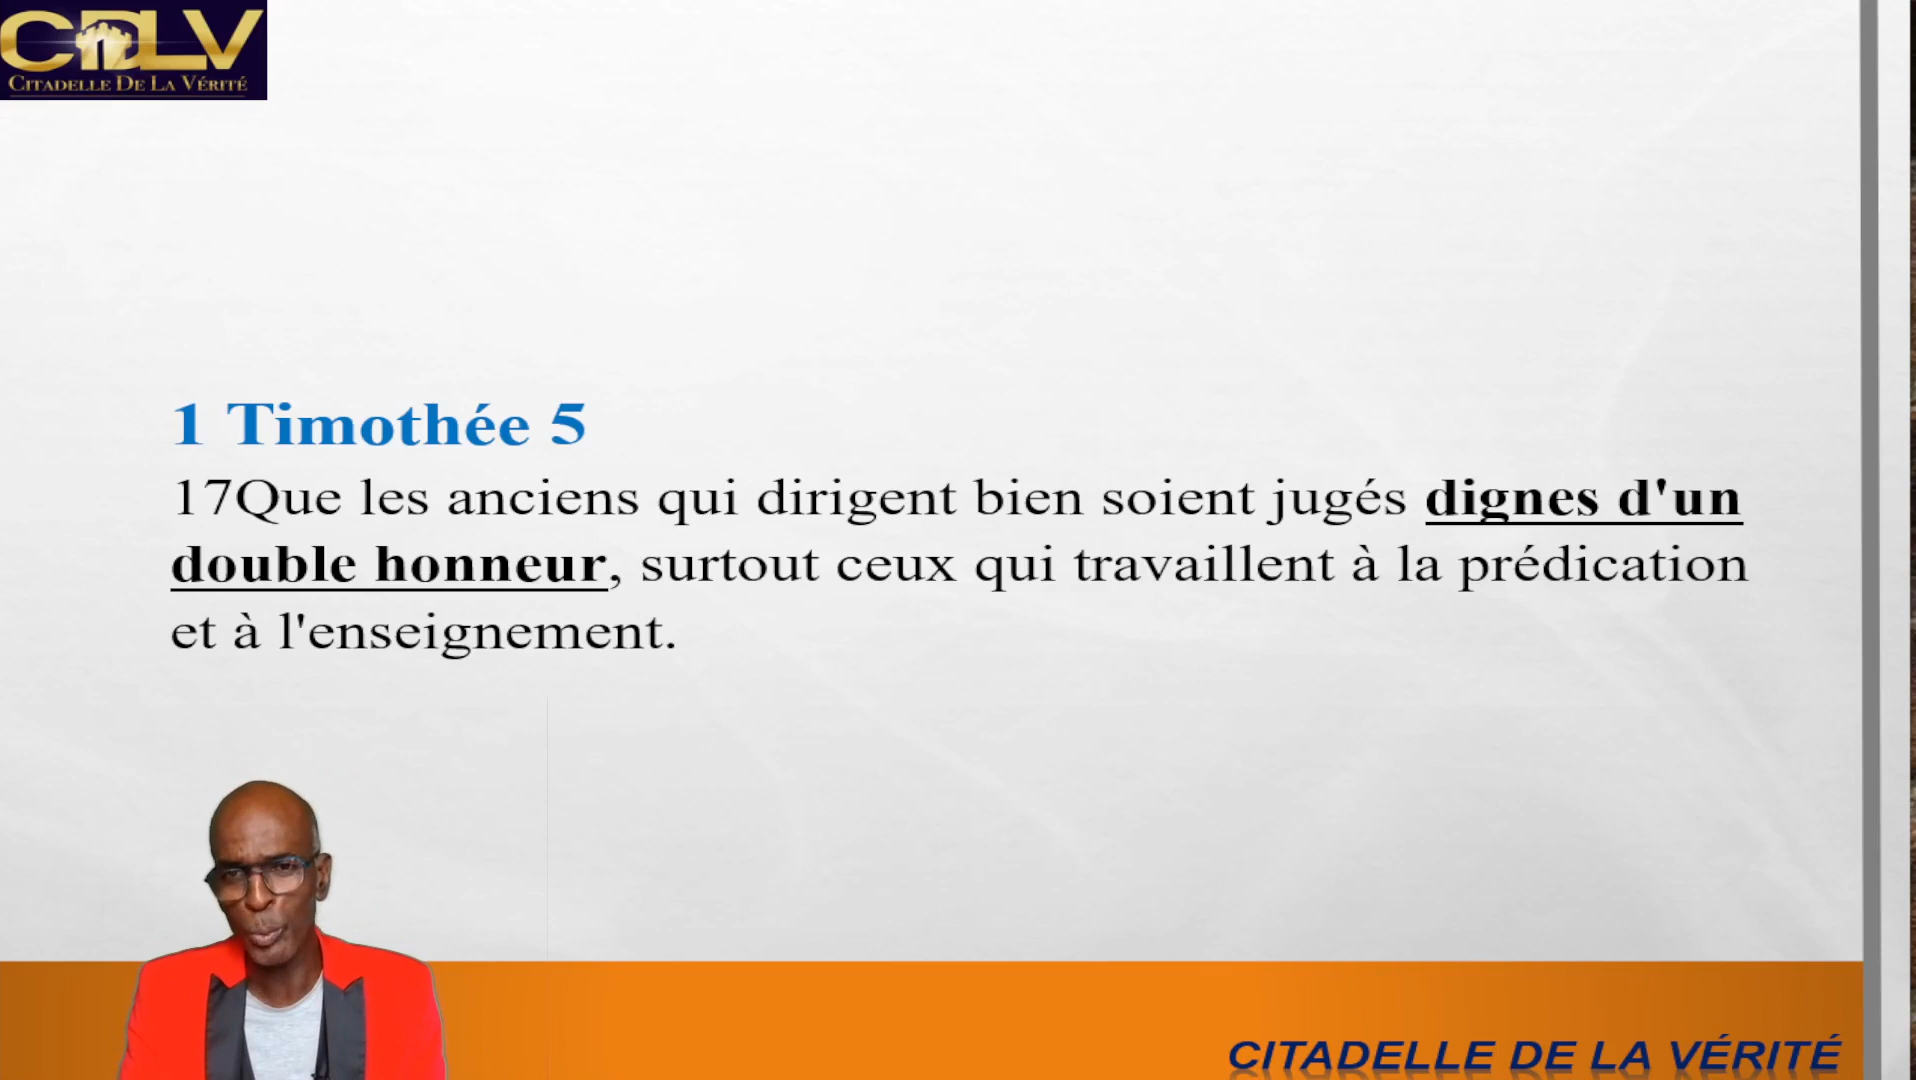 CDLV
CITADELLE DE LA VÉRITÉ
1 Timothée 5
17Que les anciens qui dirigent bien soient jugés dignes d'un
double honneur, surtout ceux qui travaillent à la prédication
et à l'enseignement.
CITADELLE DE LA VÉRITÉ